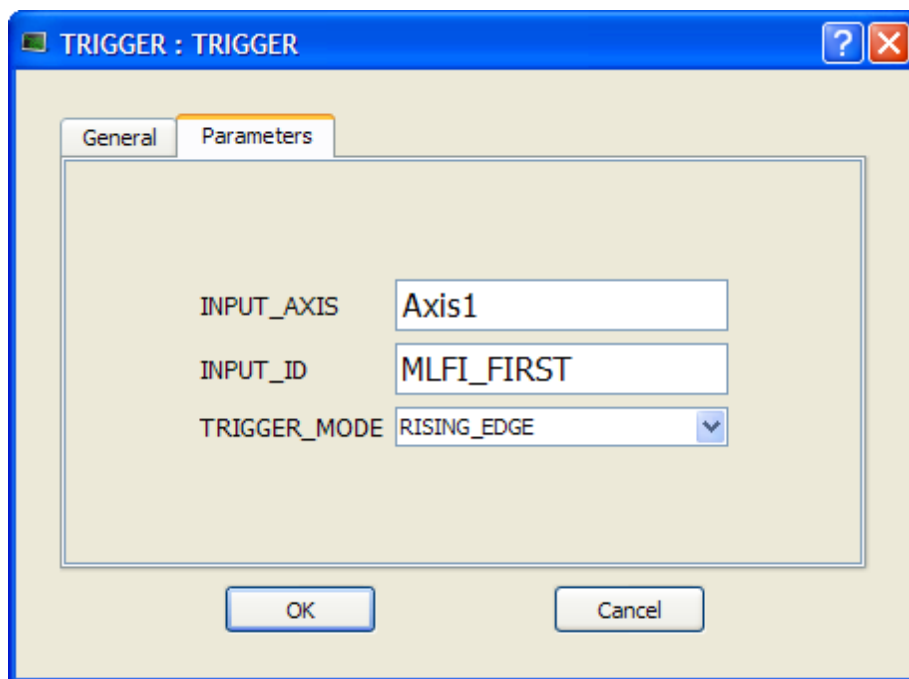 TRIGGER : TRIGGER
General Parameters
INPUT_AXIS Axis1
INPUT_ID MLFI_FIRST
TRIGGER_MODE RISING_EDGE
OK Cancel